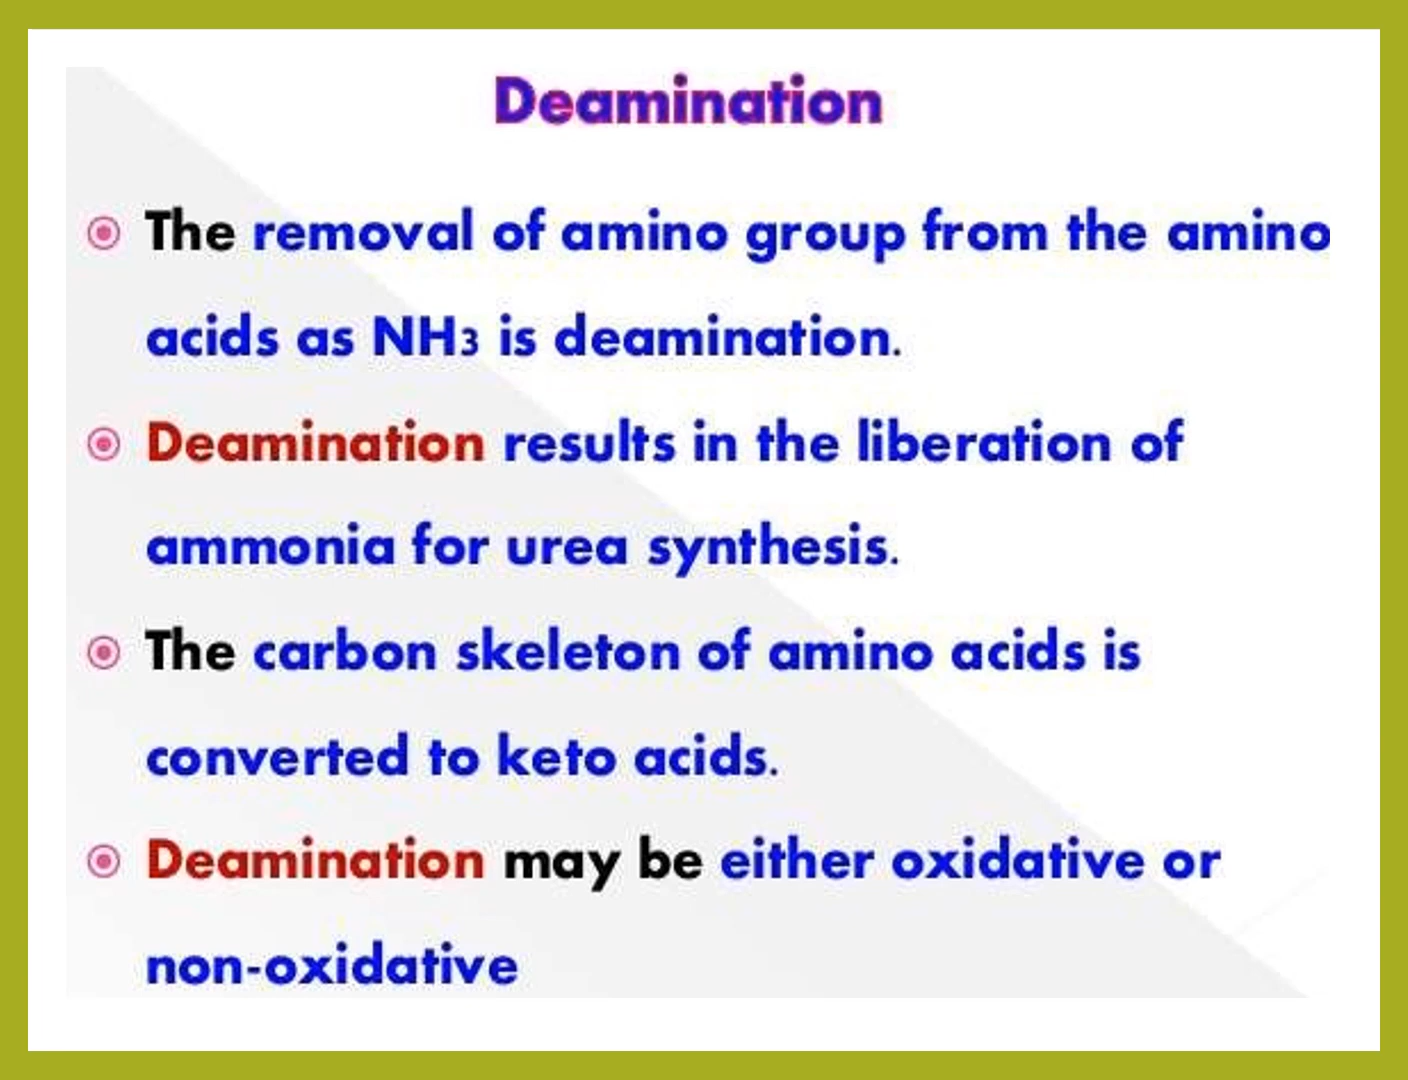 Deamination
The removal of amino group from the amino
acids as NH3 is deamination.
Deamination results in the liberation of
ammonia for urea synthesis.
The carbon skeleton of amino acids is
converted to keto acids.
Deamination may be either oxidative or
non-oxidative